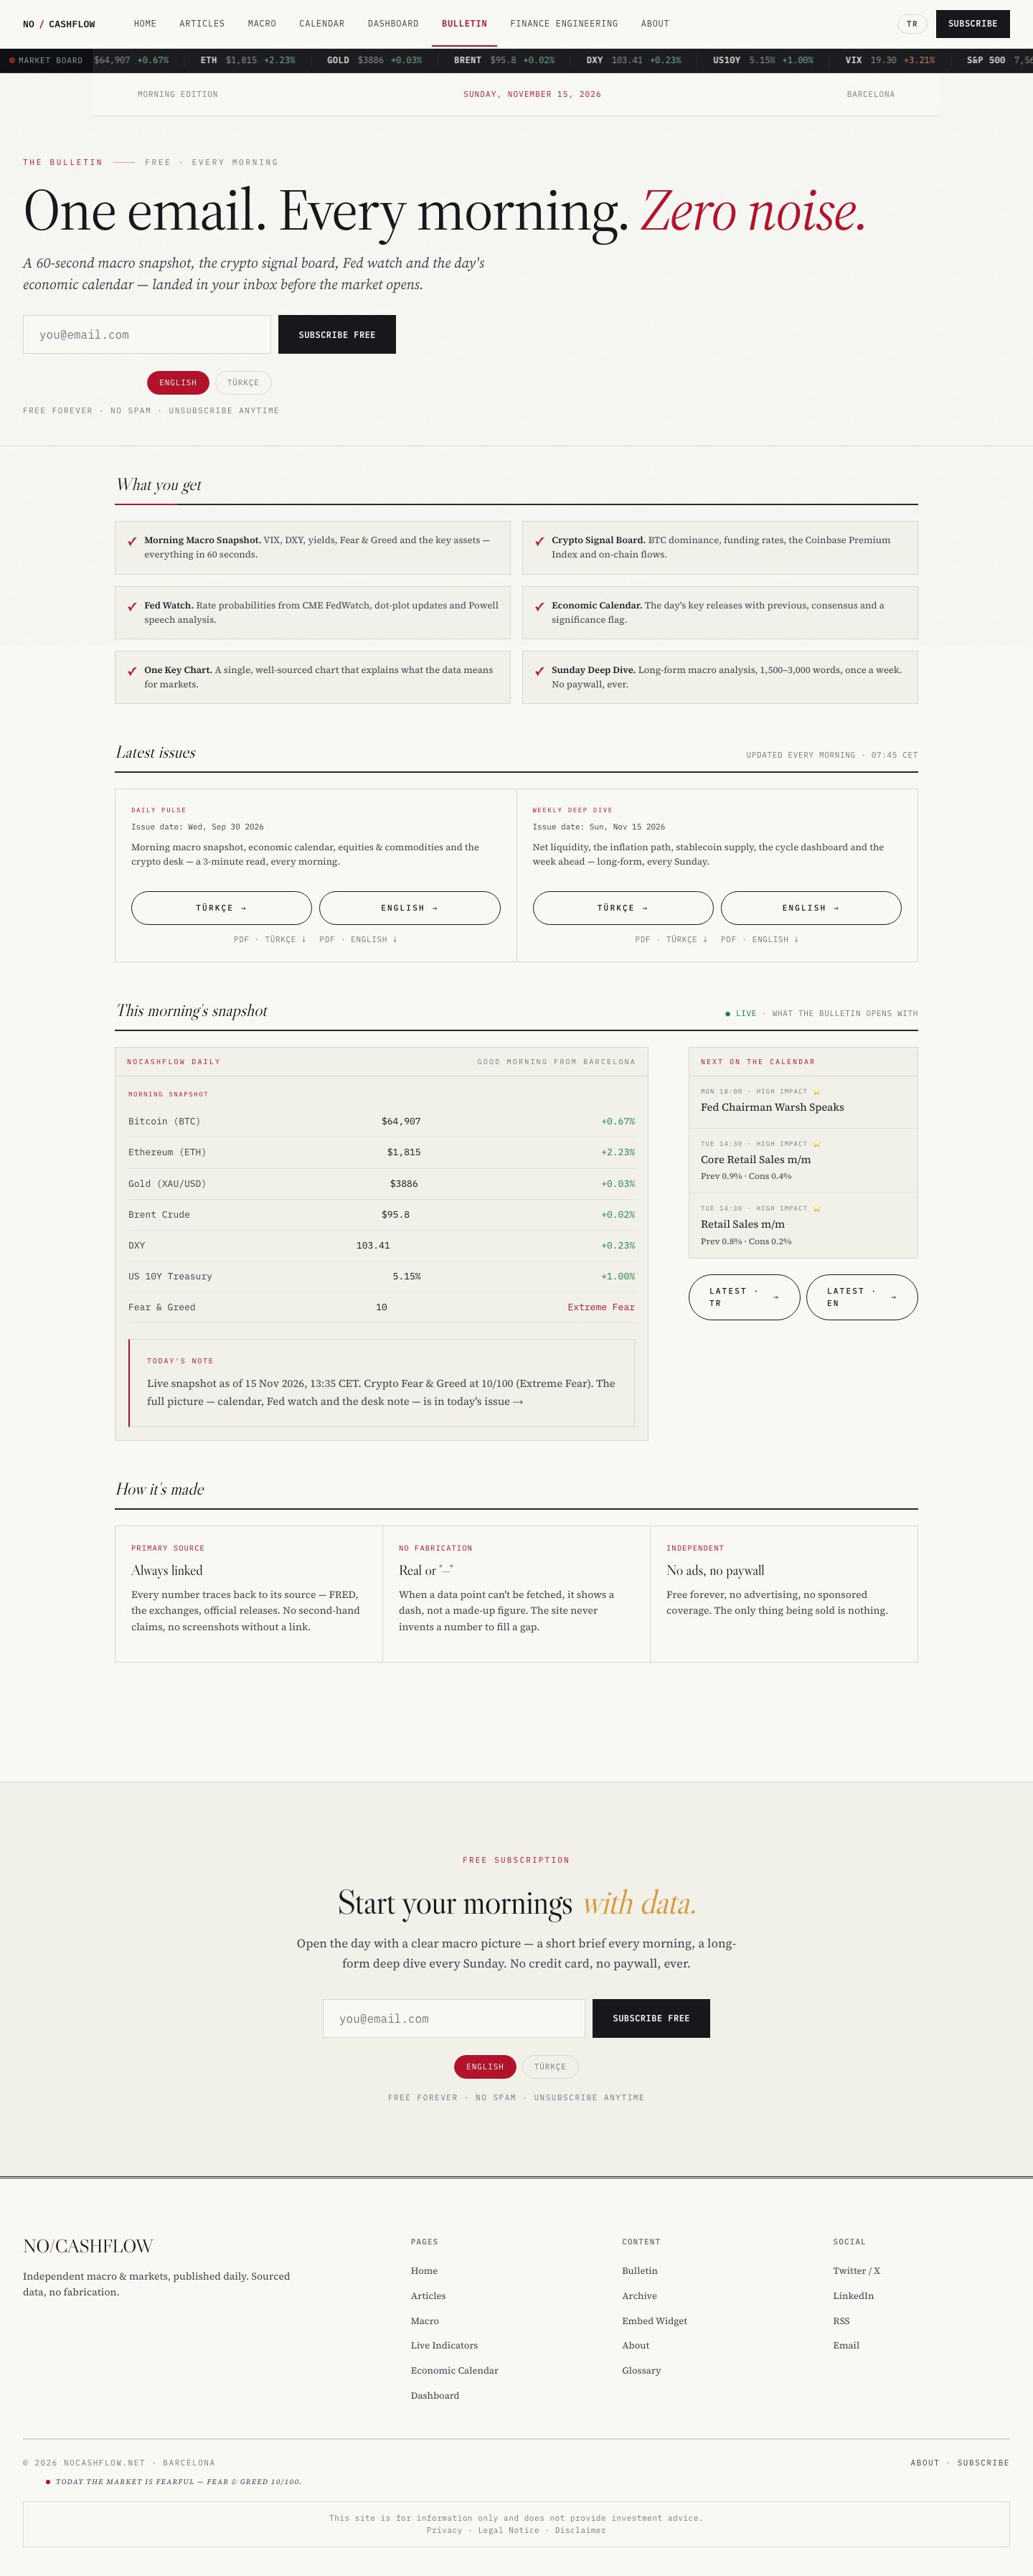 NO / CASHFLOW
HOME ARTICLES MACRO CALENDAR DASHBOARD BULLETIN FINANCE ENGINEERING ABOUT
TR SUBSCRIBE
MARKET BOARD $64,907 +0.67% ETH $1,815 +2.23% GOLD $3886 +0.03% BRENT $95.8 +0.02% DXY 103.41 +0.23% US10Y 5.15% +1.00% VIX 19.30 +3.21% S&P 500
MORNING EDITION SUNDAY, NOVEMBER 15, 2026 BARCELONA
THE BULLETIN FREE · EVERY MORNING
One email. Every morning. Zero noise.
A 60-second macro snapshot, the crypto signal board, Fed watch and the day's
economic calendar — landed in your inbox before the market opens.
you@email.com SUBSCRIBE FREE
ENGLISH TÜRKÇE
FREE FOREVER · NO SPAM · UNSUBSCRIBE ANYTIME
What you get
✓ Morning Macro Snapshot. VIX, DXY, yields, Fear & Greed and the key assets —
everything in 60 seconds.
✓ Crypto Signal Board. BTC dominance, funding rates, the Coinbase Premium
Index and on-chain flows.
✓ Fed Watch. Rate probabilities from CME FedWatch, dot-plot updates and Powell
speech analysis.
✓ Economic Calendar. The day's key releases with previous, consensus and a
significance flag.
✓ One Key Chart. A single, well-sourced chart that explains what the data means
for markets.
✓ Sunday Deep Dive. Long-form macro analysis, 1,500–3,000 words, once a week.
No paywall, ever.
Latest issues
UPDATED EVERY MORNING · 07:45 CET
DAILY PULSE
Issue date: Wed, Sep 30 2026
Morning macro snapshot, economic calendar, equities & commodities and the
crypto desk — a 3-minute read, every morning.
TÜRKÇE → ENGLISH →
PDF · TÜRKÇE ↓ PDF · ENGLISH ↓
WEEKLY DEEP DIVE
Issue date: Sun, Nov 15 2026
Net liquidity, the inflation path, stablecoin supply, the cycle dashboard and the
week ahead — long-form, every Sunday.
TÜRKÇE → ENGLISH →
PDF · TÜRKÇE ↓ PDF · ENGLISH ↓
This morning's snapshot
● LIVE · WHAT THE BULLETIN OPENS WITH
NOCASHFLOW DAILY GOOD MORNING FROM BARCELONA
MORNING SNAPSHOT
Bitcoin (BTC) $64,907 +0.67%
Ethereum (ETH) $1,815 +2.23%
Gold (XAU/USD) $3886 +0.03%
Brent Crude $95.8 +0.02%
DXY 103.41 +0.23%
US 10Y Treasury 5.15% +1.00%
Fear & Greed 10 Extreme Fear
TODAY'S NOTE
Live snapshot as of 15 Nov 2026, 13:35 CET. Crypto Fear & Greed at 10/100 (Extreme Fear). The
full picture — calendar, Fed watch and the desk note — is in today's issue →
NEXT ON THE CALENDAR
MON 18:00 · HIGH IMPACT ⭐
Fed Chairman Warsh Speaks
TUE 14:30 · HIGH IMPACT ⭐
Core Retail Sales m/m
Prev 0.9% · Cons 0.4%
TUE 14:30 · HIGH IMPACT ⭐
Retail Sales m/m
Prev 0.8% · Cons 0.2%
LATEST · TR →
LATEST · EN →
How it's made
PRIMARY SOURCE
Always linked
Every number traces back to its source — FRED,
the exchanges, official releases. No second-hand
claims, no screenshots without a link.
NO FABRICATION
Real or "—"
When a data point can't be fetched, it shows a
dash, not a made-up figure. The site never
invents a number to fill a gap.
INDEPENDENT
No ads, no paywall
Free forever, no advertising, no sponsored
coverage. The only thing being sold is nothing.
FREE SUBSCRIPTION
Start your mornings with data.
Open the day with a clear macro picture — a short brief every morning, a long-
form deep dive every Sunday. No credit card, no paywall, ever.
you@email.com SUBSCRIBE FREE
ENGLISH TÜRKÇE
FREE FOREVER · NO SPAM · UNSUBSCRIBE ANYTIME
NO/CASHFLOW
Independent macro & markets, published daily. Sourced
data, no fabrication.
PAGES
Home
Articles
Macro
Live Indicators
Economic Calendar
Dashboard
CONTENT
Bulletin
Archive
Embed Widget
About
Glossary
SOCIAL
Twitter / X
LinkedIn
RSS
Email
© 2026 NOCASHFLOW.NET · BARCELONA
ABOUT · SUBSCRIBE
● TODAY THE MARKET IS FEARFUL — FEAR & GREED 10/100.
This site is for information only and does not provide investment advice.
Privacy · Legal Notice · Disclaimer